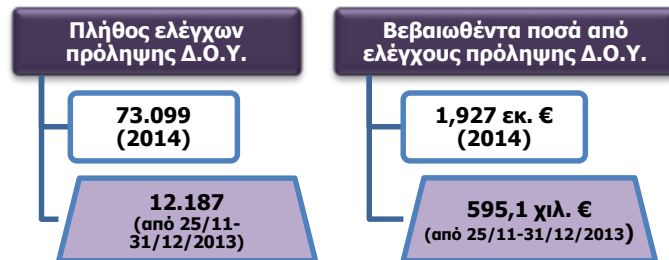 Πλήθος ελέγχων
πρόληψης Δ.Ο.Υ.
73.099
(2014)
12.187
(από 25/11-
31/12/2013)
Βεβαιωθέντα ποσά από
ελέγχους πρόληψης Δ.Ο.Υ.
1,927 εκ. €
(2014)
595,1 χιλ. €
(από 25/11-31/12/2013)